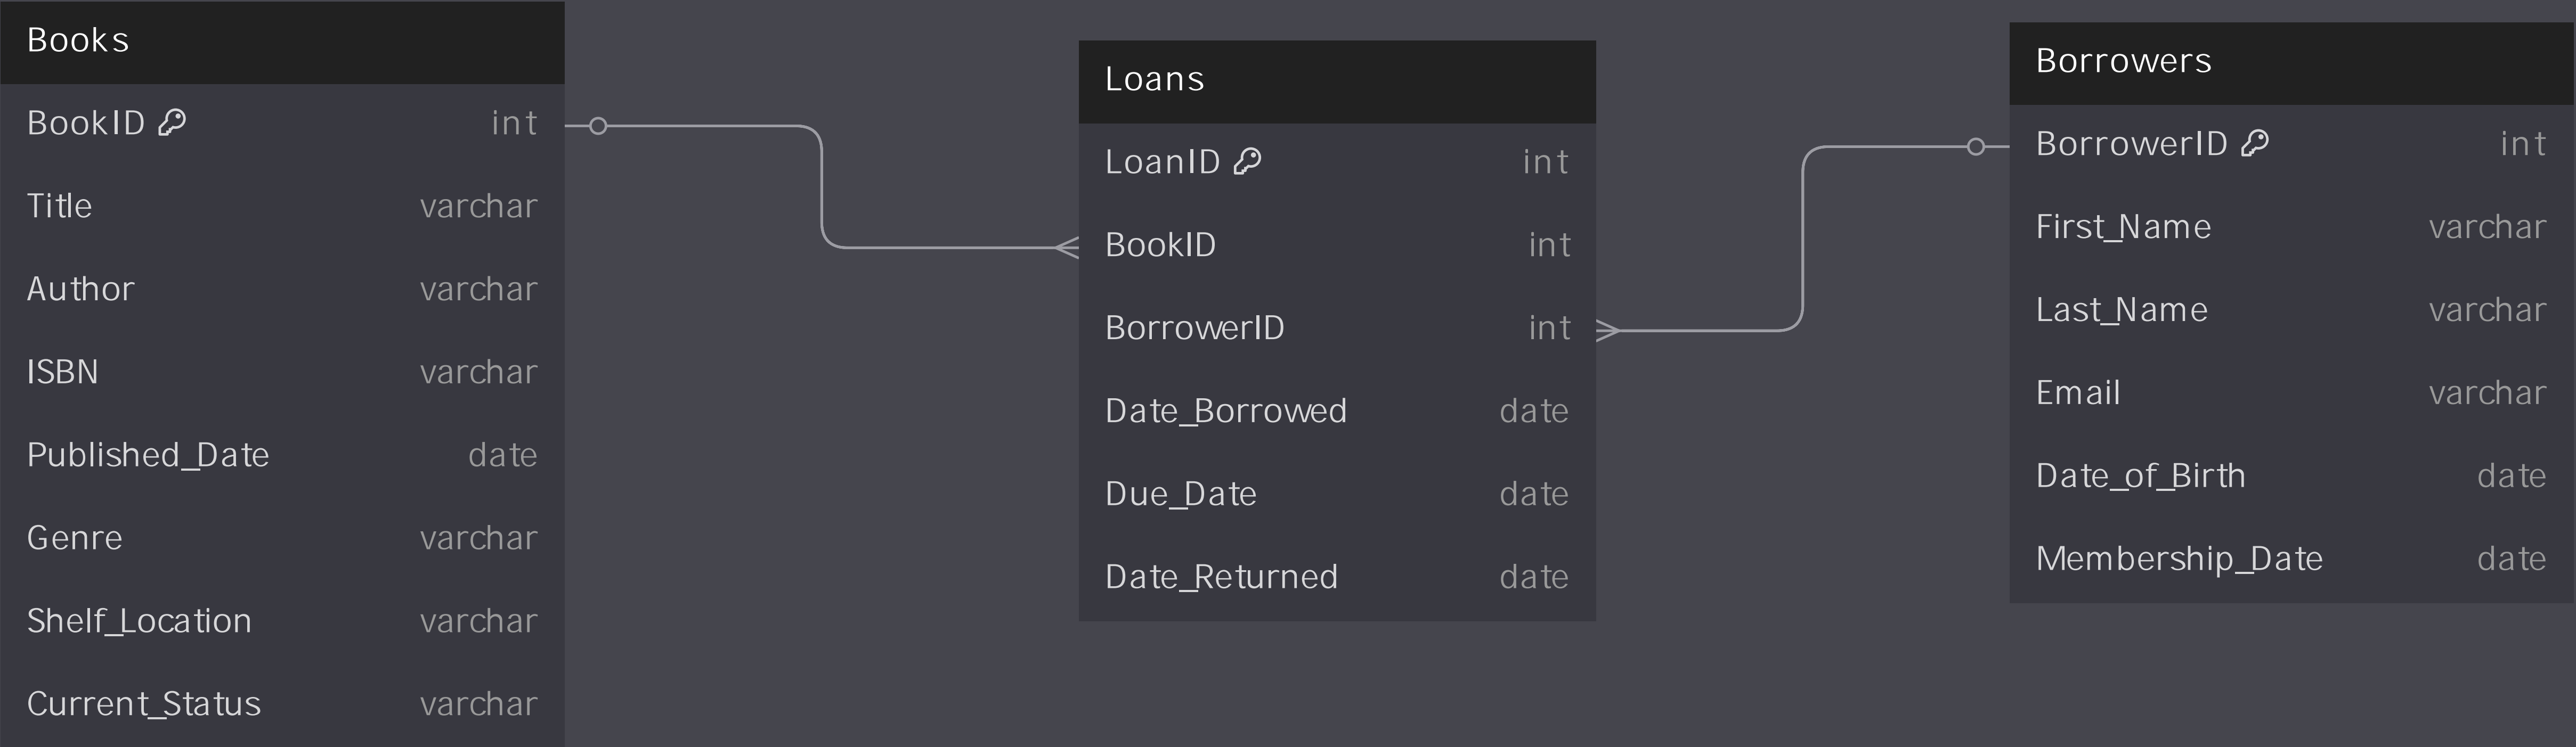 Books
BookID int
Title varchar
Author varchar
ISBN varchar
Published_Date date
Genre varchar
Shelf_Location varchar
Current_Status varchar
Loans
LoanID int
BookID int
BorrowerID int
Date_Borrowed date
Due_Date date
Date_Returned date
Borrowers
BorrowerID int
First_Name varchar
Last_Name varchar
Email varchar
Date_of_Birth date
Membership_Date date